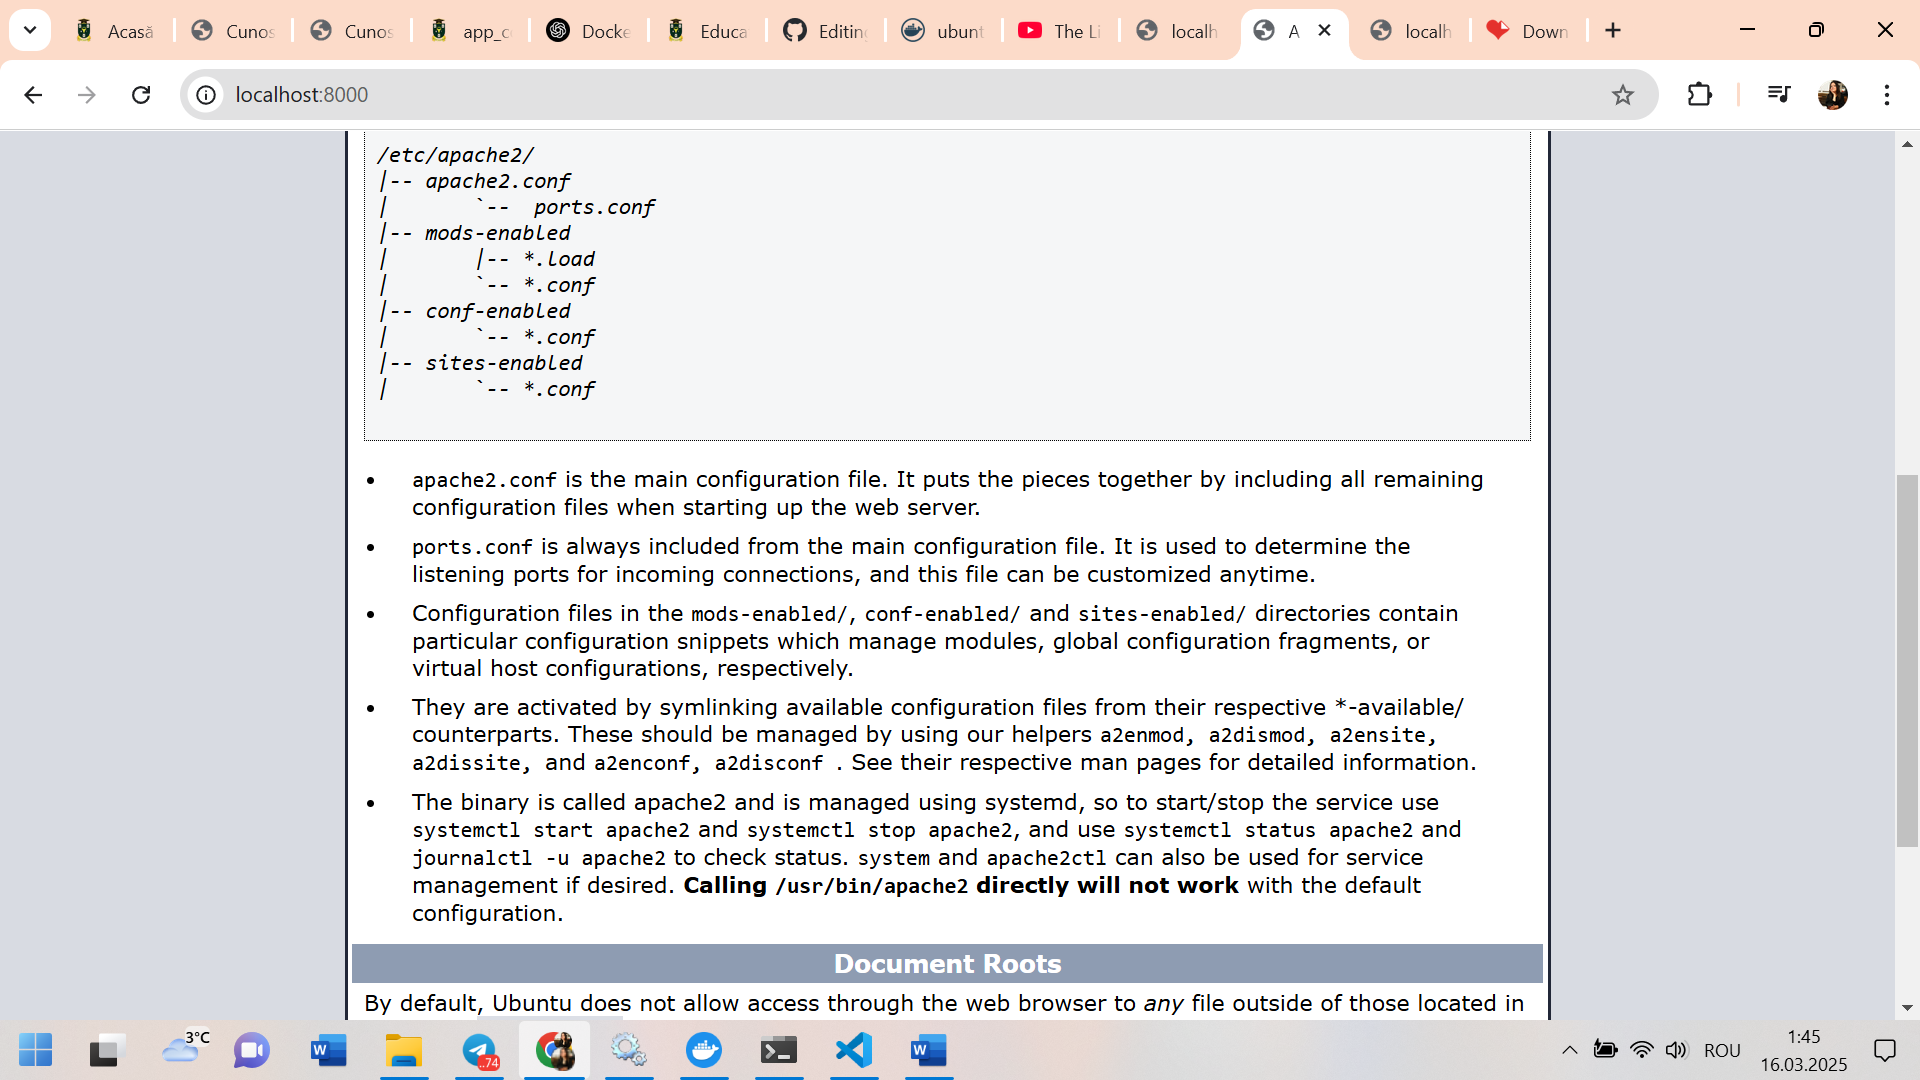 Acasă
Cunos
Cunos
app_c
Docke
Educa
Editin
ubunt
The Li
localh
A
localh
Down
localhost:8000
/etc/apache2/
|-- apache2.conf
|       `--  ports.conf
|-- mods-enabled
|       |-- *.load
|       `-- *.conf
|-- conf-enabled
|       `-- *.conf
|-- sites-enabled
|       `-- *.conf
• apache2.conf is the main configuration file. It puts the pieces together by including all remaining
configuration files when starting up the web server.
• ports.conf is always included from the main configuration file. It is used to determine the
listening ports for incoming connections, and this file can be customized anytime.
• Configuration files in the mods-enabled/, conf-enabled/ and sites-enabled/ directories contain
particular configuration snippets which manage modules, global configuration fragments, or
virtual host configurations, respectively.
• They are activated by symlinking available configuration files from their respective *-available/
counterparts. These should be managed by using our helpers a2enmod, a2dismod, a2ensite,
a2dissite, and a2enconf, a2disconf . See their respective man pages for detailed information.
• The binary is called apache2 and is managed using systemd, so to start/stop the service use
systemctl start apache2 and systemctl stop apache2, and use systemctl status apache2 and
journalctl -u apache2 to check status. system and apache2ctl can also be used for service
management if desired. Calling /usr/bin/apache2 directly will not work with the default
configuration.
Document Roots
By default, Ubuntu does not allow access through the web browser to any file outside of those located in
3°C
W
..74
W
ROU
1:45
16.03.2025